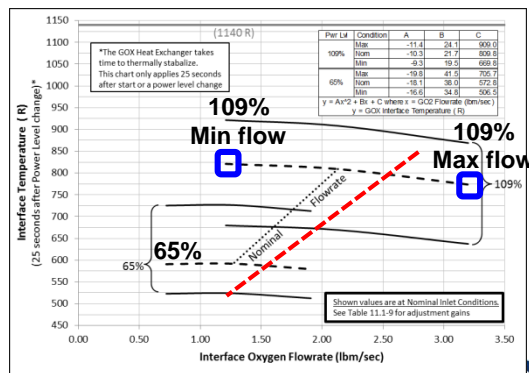 1150
1100
1050
1000
950
900
850
800
750
700
650
600
550
500
450
Interface Temperature ( R)
(25 seconds after Power Level change)*
(1140 R)
*The GOX Heat Exchanger takes
time to thermally stabalize.
This chart only applies 25 seconds
after start or a power level change
Pwr Lvl Condition A B C
109% Max -11.4 24.1 909.0
Nom -10.3 21.7 809.8
Min -9.3 19.5 669.8
65% Max -19.8 41.5 705.7
Nom -18.1 38.0 572.8
Min -16.6 34.8 506.5
y = Ax^2 + Bx + C where x = GO2 Flowrate (lbm/sec)
y = GOX Interface Temperature ( R)
109%
Min flow
109%
Max flow
109%
65%
65%
Nominal Flowrate
Shown values are at Nominal Inlet Conditions.
See Table 11.1-9 for adjustment gains
0.00 0.50 1.00 1.50 2.00 2.50 3.00 3.50
Interface Oxygen Flowrate (lbm/sec)